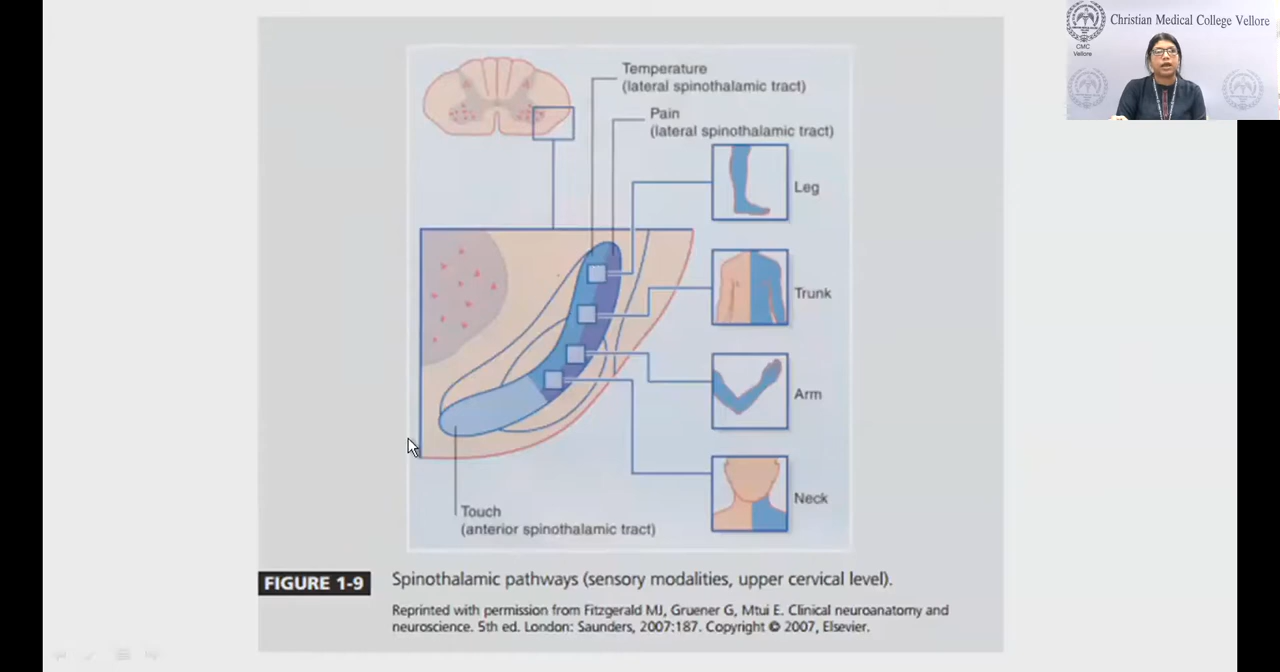 Christian Medical College Vellore
CMC
Vellore
Temperature
(lateral spinothalamic tract)
Pain
(lateral spinothalamic tract)
Leg
Trunk
Arm
Neck
Touch
(anterior spinothalamic tract)
FIGURE 1-9
Spinothalamic pathways (sensory modalities, upper cervical level).
Reprinted with permission from Fitzgerald MJ, Gruener G, Mtui E. Clinical neuroanatomy and
neuroscience. 5th ed. London: Saunders, 2007:187. Copyright © 2007, Elsevier.